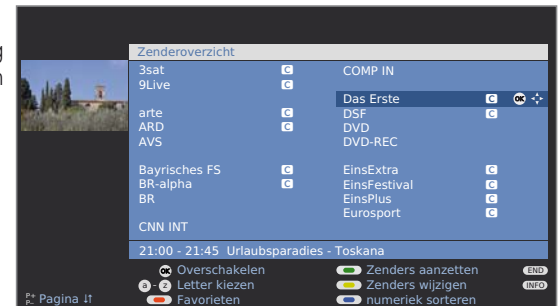 g
n
Zenderoverzicht
3sat C COMP IN
9Live C
Das Erste C OK
arte C DSF C
ARD C DVD
AVS DVD-REC
Bayrisches FS C EinsExtra C
BR-alpha C EinsFestival C
BR EinsPlus C
Eurosport C
CNN INT
21:00 - 21:45 Urlaubsparadies - Toskana
OK Overschakelen Zenders aanzetten END
a - z Letter kiezen Zenders wijzigen INFO
P+ P- Pagina Favorieten numeriek sorteren